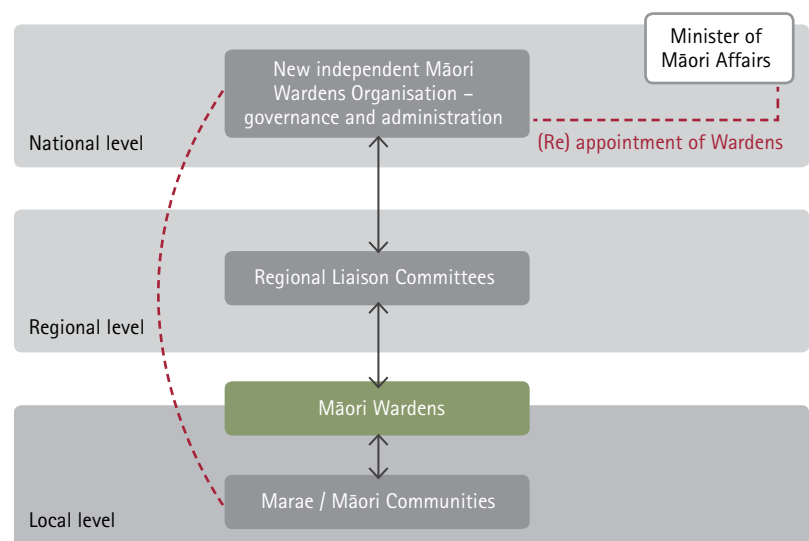 Minister of
Māori Affairs
New independent Māori
Wardens Organisation –
governance and administration
(Re) appointment of Wardens
National level
Regional Liaison Committees
Regional level
Māori Wardens
Marae / Māori Communities
Local level